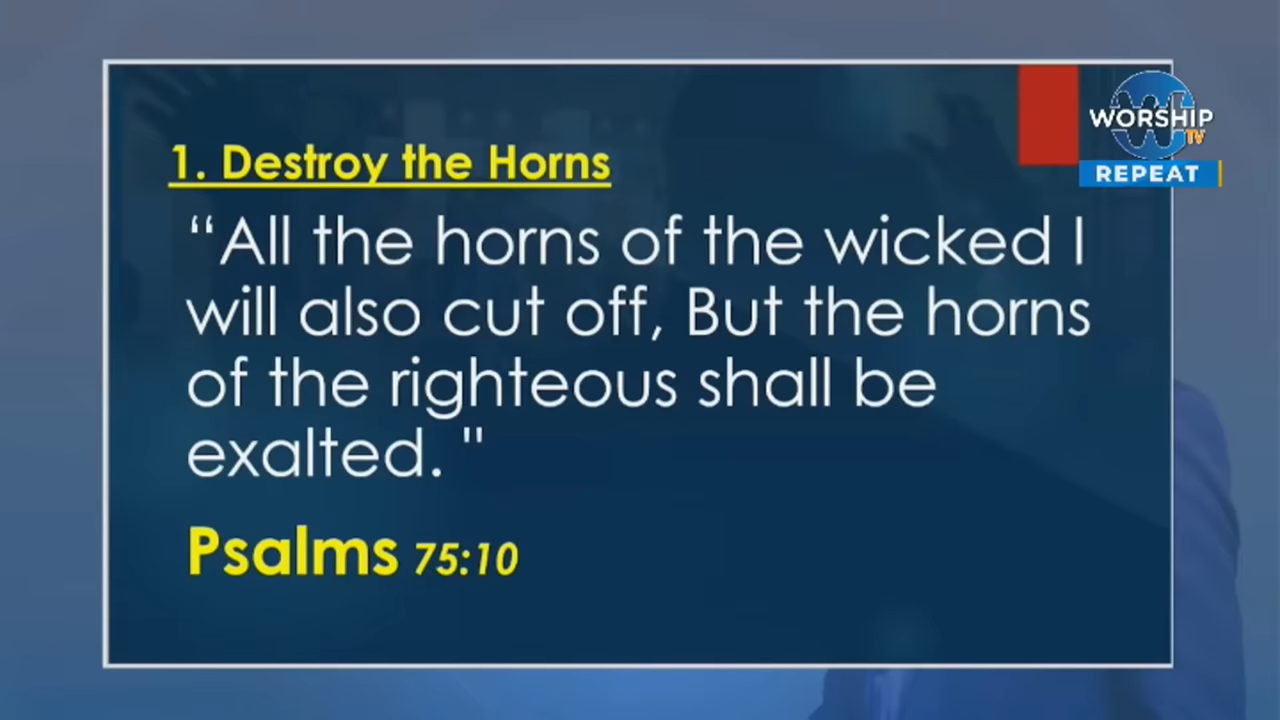 WORSHIP
TV
REPEAT
1. Destroy the Horns
“All the horns of the wicked I
will also cut off, But the horns
of the righteous shall be
exalted. "
Psalms 75:10